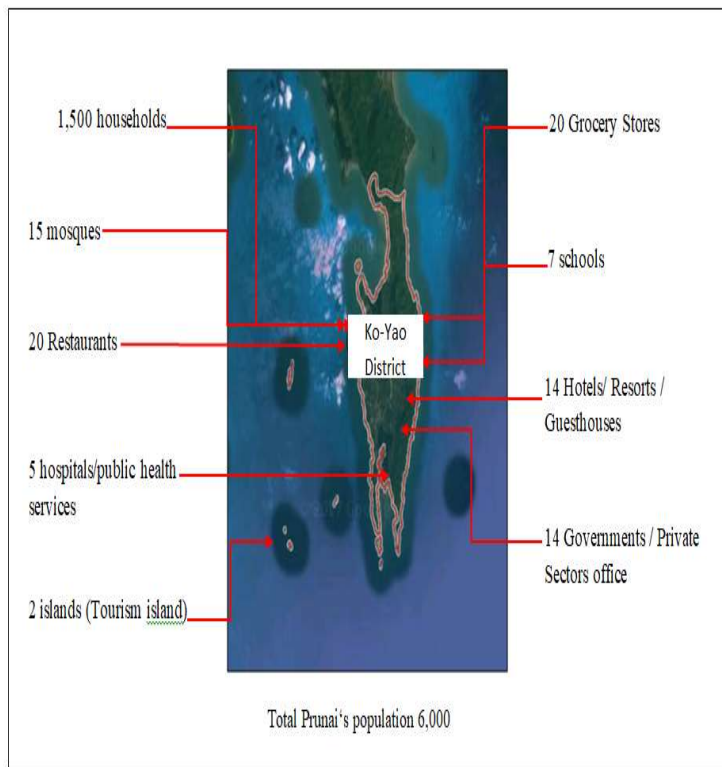 1,500 households
15 mosques
20 Restaurants
5 hospitals/public health
services
2 islands (Tourism island)
Ko-Yao
District
20 Grocery Stores
7 schools
14 Hotels/ Resorts /
Guesthouses
14 Governments / Private
Sectors office
Total Prunai‘s population 6,000